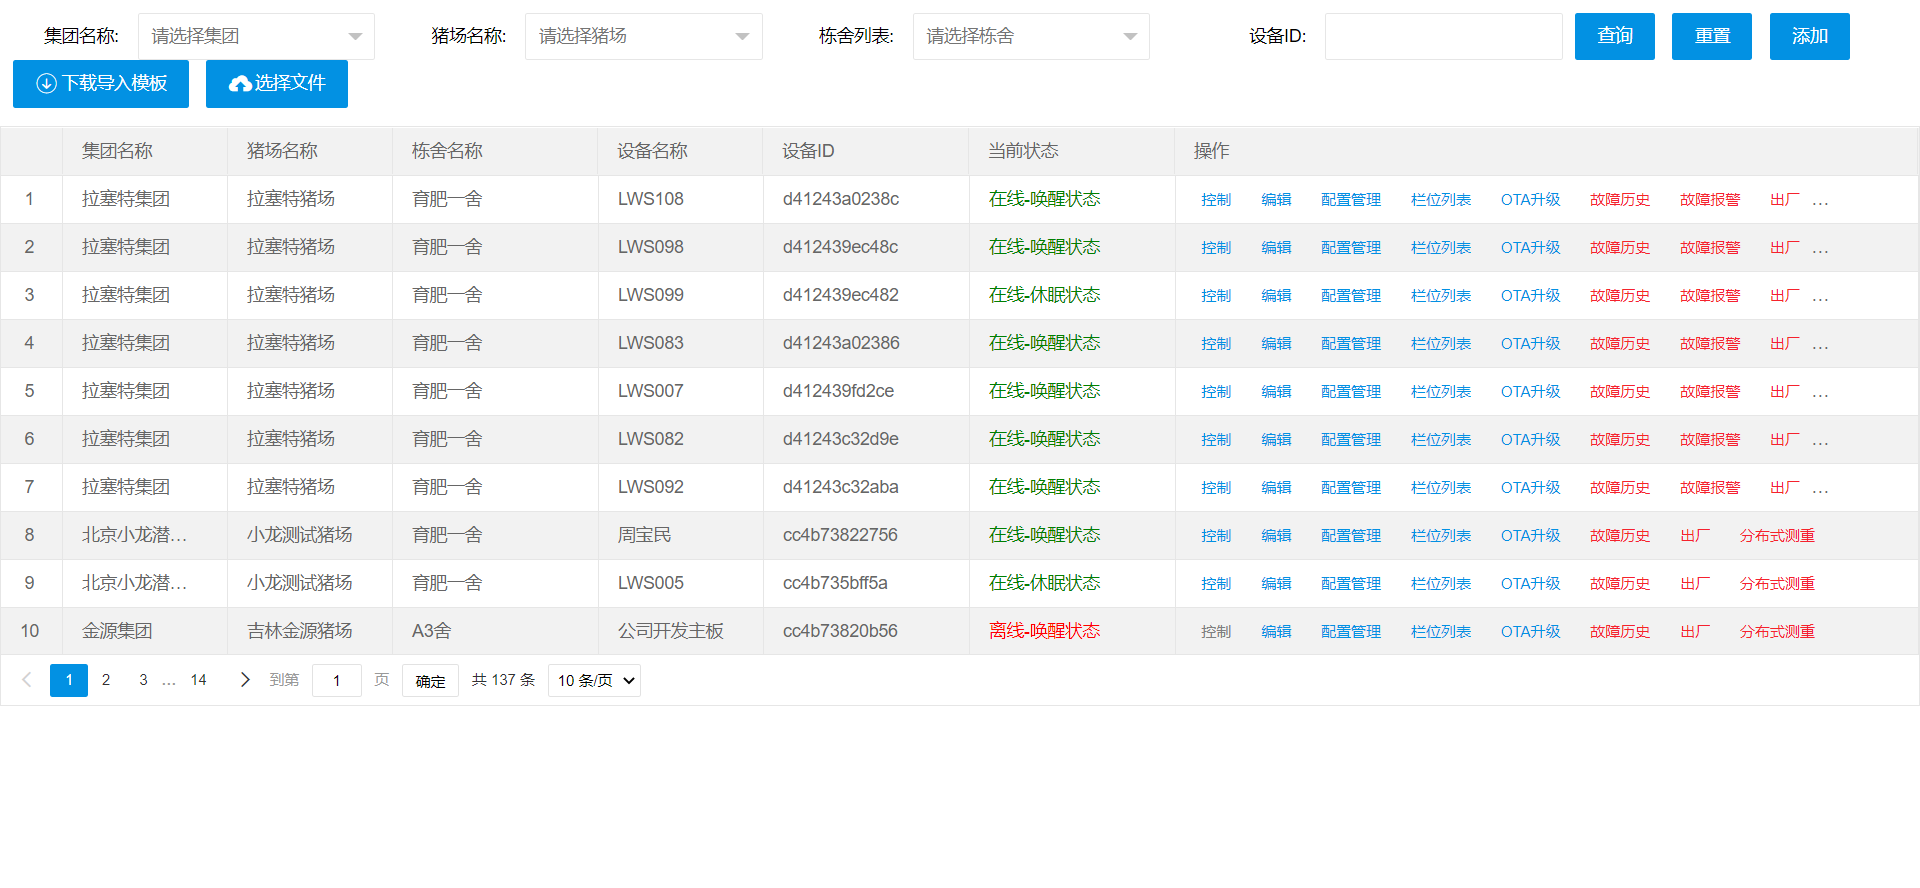 集团名称: 请选择集团 猪场名称: 请选择猪场 栋舍列表: 请选择栋舍 设备ID: 查询 重置 添加
下载导入模板 选择文件
集团名称 猪场名称 栋舍名称 设备名称 设备ID 当前状态 操作
1 拉塞特集团 拉塞特猪场 育肥一舍 LWS108 d41243a0238c 在线-唤醒状态 控制 编辑 配置管理 栏位列表 OTA升级 故障历史 故障报警 出厂 ...
2 拉塞特集团 拉塞特猪场 育肥一舍 LWS098 d412439ec48c 在线-唤醒状态 控制 编辑 配置管理 栏位列表 OTA升级 故障历史 故障报警 出厂 ...
3 拉塞特集团 拉塞特猪场 育肥一舍 LWS099 d412439ec482 在线-休眠状态 控制 编辑 配置管理 栏位列表 OTA升级 故障历史 故障报警 出厂 ...
4 拉塞特集团 拉塞特猪场 育肥一舍 LWS083 d41243a02386 在线-唤醒状态 控制 编辑 配置管理 栏位列表 OTA升级 故障历史 故障报警 出厂 ...
5 拉塞特集团 拉塞特猪场 育肥一舍 LWS007 d412439fd2ce 在线-唤醒状态 控制 编辑 配置管理 栏位列表 OTA升级 故障历史 故障报警 出厂 ...
6 拉塞特集团 拉塞特猪场 育肥一舍 LWS082 d41243c32d9e 在线-唤醒状态 控制 编辑 配置管理 栏位列表 OTA升级 故障历史 故障报警 出厂 ...
7 拉塞特集团 拉塞特猪场 育肥一舍 LWS092 d41243c32aba 在线-唤醒状态 控制 编辑 配置管理 栏位列表 OTA升级 故障历史 故障报警 出厂 ...
8 北京小龙潜... 小龙测试猪场 育肥一舍 周宝民 cc4b73822756 在线-唤醒状态 控制 编辑 配置管理 栏位列表 OTA升级 故障历史 出厂 分布式测重
9 北京小龙潜... 小龙测试猪场 育肥一舍 LWS005 cc4b735bff5a 在线-休眠状态 控制 编辑 配置管理 栏位列表 OTA升级 故障历史 出厂 分布式测重
10 金源集团 吉林金源猪场 A3舍 公司开发主板 cc4b73820b56 离线-唤醒状态 控制 编辑 配置管理 栏位列表 OTA升级 故障历史 出厂 分布式测重
1 2 3 ... 14 到第 1 页 确定 共 137 条 10 条/页